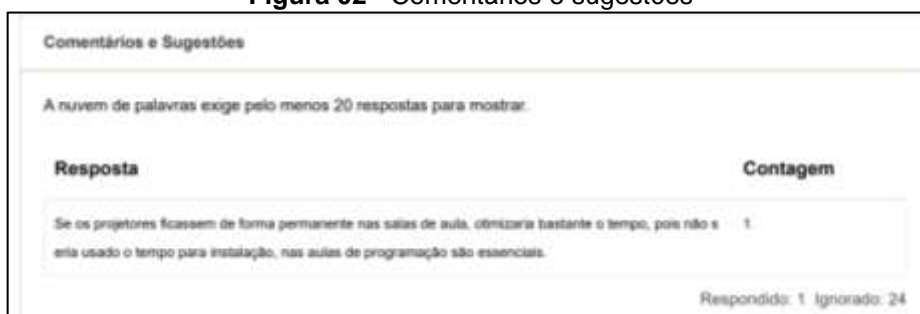 Figura 02 - Comentários e sugestões
Comentários e Sugestões
A nuvem de palavras exige pelo menos 20 respostas para mostrar.
Resposta Contagem
Se os projetores ficassem de forma permanente nas salas de aula, otimizaria bastante o tempo, pois não s 1
eria usado o tempo para instalação, nas aulas de programação são essenciais.
Respondido: 1 Ignorado: 24